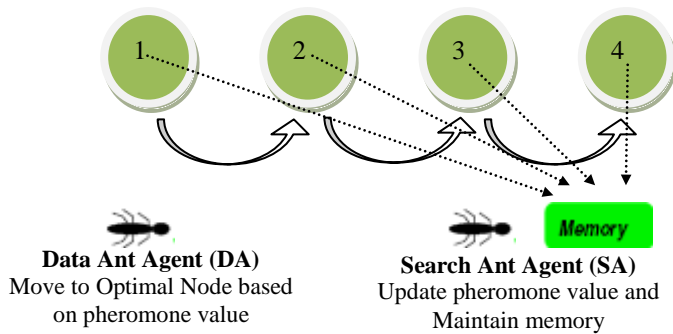 1 2 3 4
Memory
Data Ant Agent (DA)
Move to Optimal Node based
on pheromone value
Search Ant Agent (SA)
Update pheromone value and
Maintain memory